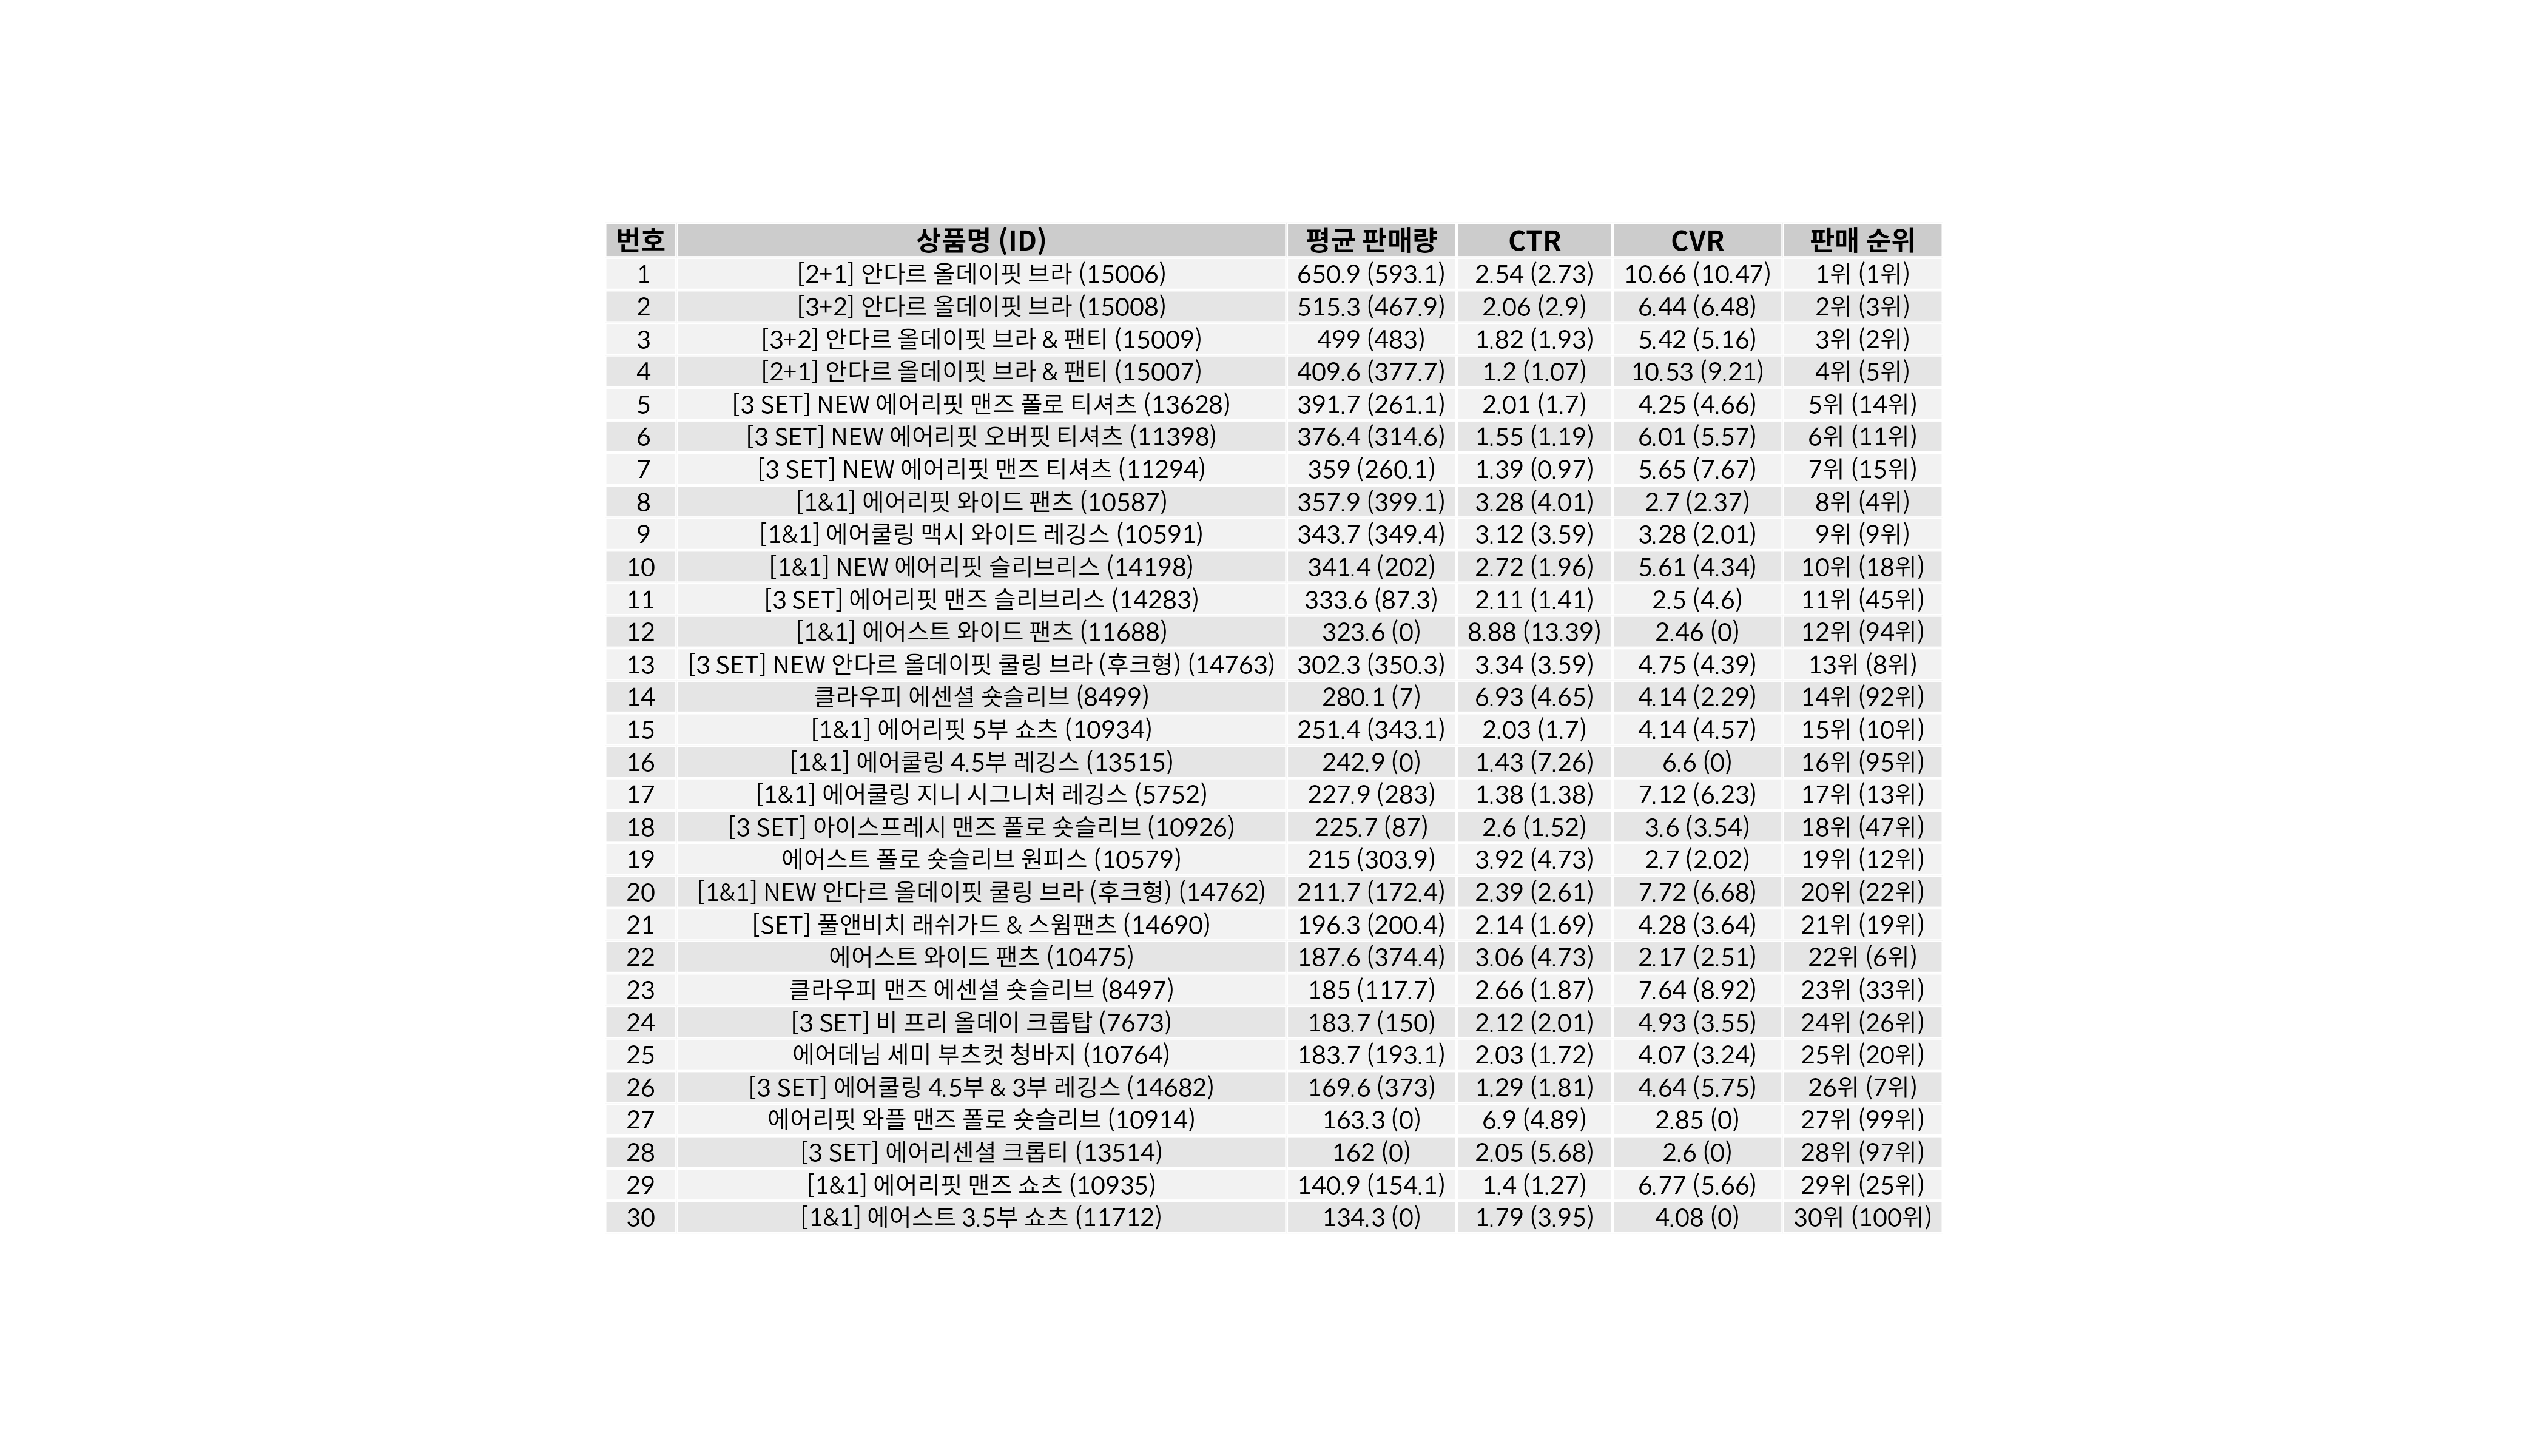 번호 상품명 (ID) 평균 판매량 CTR CVR 판매 순위
1 [2+1] 안다르 올데이핏 브라 (15006) 650.9 (593.1) 2.54 (2.73) 10.66 (10.47) 1위 (1위)
2 [3+2] 안다르 올데이핏 브라 (15008) 515.3 (467.9) 2.06 (2.9) 6.44 (6.48) 2위 (3위)
3 [3+2] 안다르 올데이핏 브라 & 팬티 (15009) 499 (483) 1.82 (1.93) 5.42 (5.16) 3위 (2위)
4 [2+1] 안다르 올데이핏 브라 & 팬티 (15007) 409.6 (377.7) 1.2 (1.07) 10.53 (9.21) 4위 (5위)
5 [3 SET] NEW 에어리핏 맨즈 폴로 티셔츠 (13628) 391.7 (261.1) 2.01 (1.7) 4.25 (4.66) 5위 (14위)
6 [3 SET] NEW 에어리핏 오버핏 티셔츠 (11398) 376.4 (314.6) 1.55 (1.19) 6.01 (5.57) 6위 (11위)
7 [3 SET] NEW 에어리핏 맨즈 티셔츠 (11294) 359 (260.1) 1.39 (0.97) 5.65 (7.67) 7위 (15위)
8 [1&1] 에어리핏 와이드 팬츠 (10587) 357.9 (399.1) 3.28 (4.01) 2.7 (2.37) 8위 (4위)
9 [1&1] 에어쿨링 맥시 와이드 레깅스 (10591) 343.7 (349.4) 3.12 (3.59) 3.28 (2.01) 9위 (9위)
10 [1&1] NEW 에어리핏 슬리브리스 (14198) 341.4 (202) 2.72 (1.96) 5.61 (4.34) 10위 (18위)
11 [3 SET] 에어리핏 맨즈 슬리브리스 (14283) 333.6 (87.3) 2.11 (1.41) 2.5 (4.6) 11위 (45위)
12 [1&1] 에어스트 와이드 팬츠 (11688) 323.6 (0) 8.88 (13.39) 2.46 (0) 12위 (94위)
13 [3 SET] NEW 안다르 올데이핏 쿨링 브라 (후크형) (14763) 302.3 (350.3) 3.34 (3.59) 4.75 (4.39) 13위 (8위)
14 클라우피 에센셜 숏슬리브 (8499) 280.1 (7) 6.93 (4.65) 4.14 (2.29) 14위 (92위)
15 [1&1] 에어리핏 5부 쇼츠 (10934) 251.4 (343.1) 2.03 (1.7) 4.14 (4.57) 15위 (10위)
16 [1&1] 에어쿨링 4.5부 레깅스 (13515) 242.9 (0) 1.43 (7.26) 6.6 (0) 16위 (95위)
17 [1&1] 에어쿨링 지니 시그니처 레깅스 (5752) 227.9 (283) 1.38 (1.38) 7.12 (6.23) 17위 (13위)
18 [3 SET] 아이스프레시 맨즈 폴로 숏슬리브 (10926) 225.7 (87) 2.6 (1.52) 3.6 (3.54) 18위 (47위)
19 에어스트 폴로 숏슬리브 원피스 (10579) 215 (303.9) 3.92 (4.73) 2.7 (2.02) 19위 (12위)
20 [1&1] NEW 안다르 올데이핏 쿨링 브라 (후크형) (14762) 211.7 (172.4) 2.39 (2.61) 7.72 (6.68) 20위 (22위)
21 [SET] 풀앤비치 래쉬가드 & 스윔팬츠 (14690) 196.3 (200.4) 2.14 (1.69) 4.28 (3.64) 21위 (19위)
22 에어스트 와이드 팬츠 (10475) 187.6 (374.4) 3.06 (4.73) 2.17 (2.51) 22위 (6위)
23 클라우피 맨즈 에센셜 숏슬리브 (8497) 185 (117.7) 2.66 (1.87) 7.64 (8.92) 23위 (33위)
24 [3 SET] 비 프리 올데이 크롭탑 (7673) 183.7 (150) 2.12 (2.01) 4.93 (3.55) 24위 (26위)
25 에어데님 세미 부츠컷 청바지 (10764) 183.7 (193.1) 2.03 (1.72) 4.07 (3.24) 25위 (20위)
26 [3 SET] 에어쿨링 4.5부 & 3부 레깅스 (14682) 169.6 (373) 1.29 (1.81) 4.64 (5.75) 26위 (7위)
27 에어리핏 와플 맨즈 폴로 숏슬리브 (10914) 163.3 (0) 6.9 (4.89) 2.85 (0) 27위 (99위)
28 [3 SET] 에어리센셜 크롭티 (13514) 162 (0) 2.05 (5.68) 2.6 (0) 28위 (97위)
29 [1&1] 에어리핏 맨즈 쇼츠 (10935) 140.9 (154.1) 1.4 (1.27) 6.77 (5.66) 29위 (25위)
30 [1&1] 에어스트 3.5부 쇼츠 (11712) 134.3 (0) 1.79 (3.95) 4.08 (0) 30위 (100위)